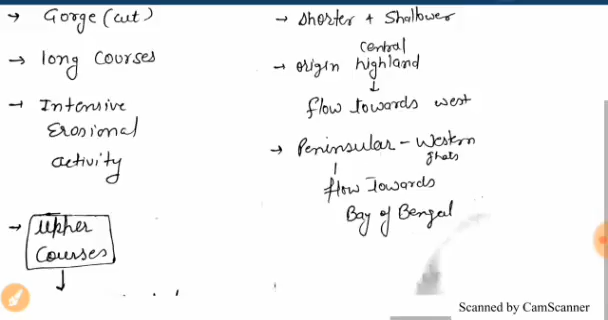 → Gorge (cut)
→ long Courses
→ Intensive
Erosional
activity
→ Upher
Courses
↓
→ Shorter + Shallower
→ origin central highland
↓
flow towards west
→ Peninsular - Western ghats
flow Towards
Bay of Bengal
Scanned by CamScanner